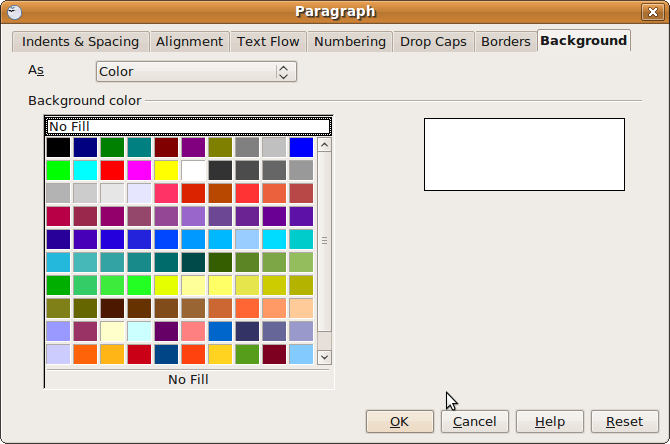 Paragraph
Indents & Spacing Alignment Text Flow Numbering Drop Caps Borders Background
As Color
Background color
No Fill
No Fill
OK Cancel Help Reset